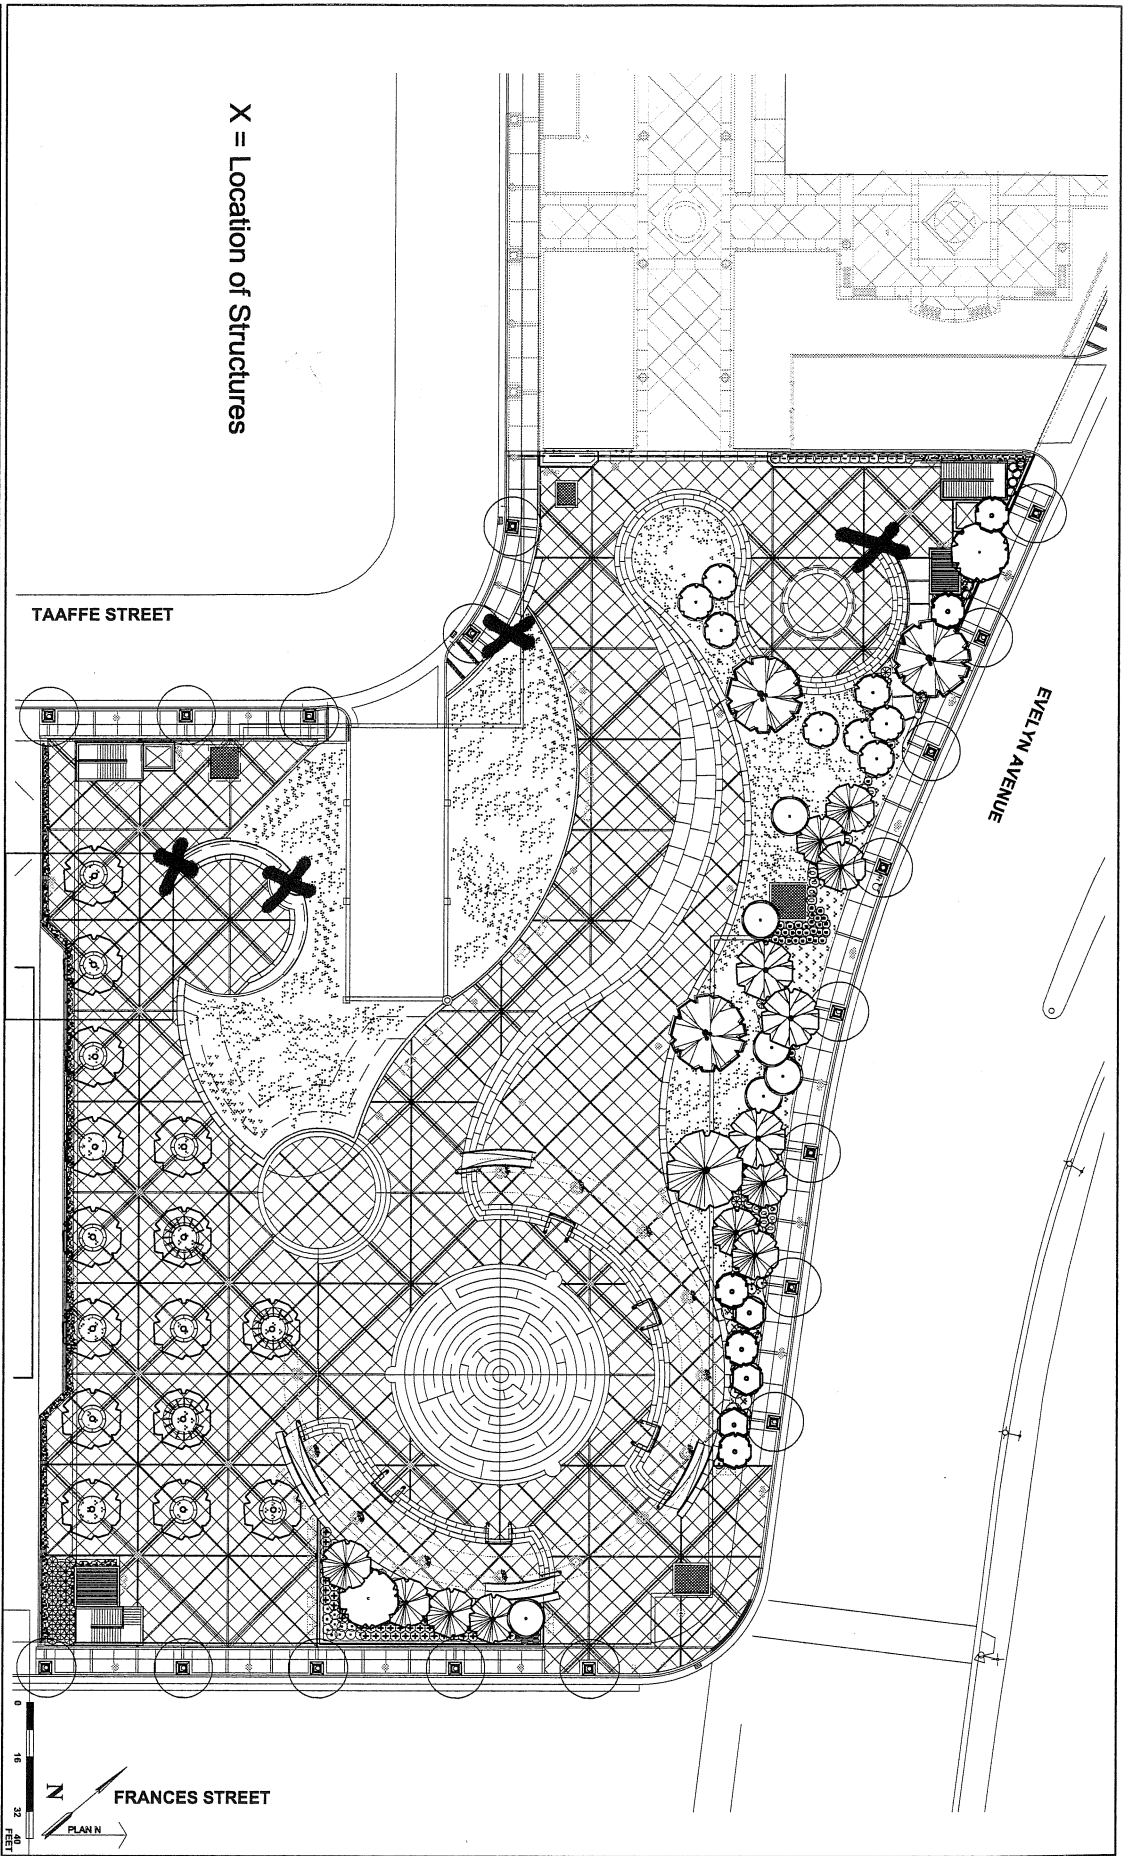 X = Location of Structures
TAAFFE STREET
EVELYN AVENUE
FRANCES STREET
N
PLAN N
0 16 32 40
FEET